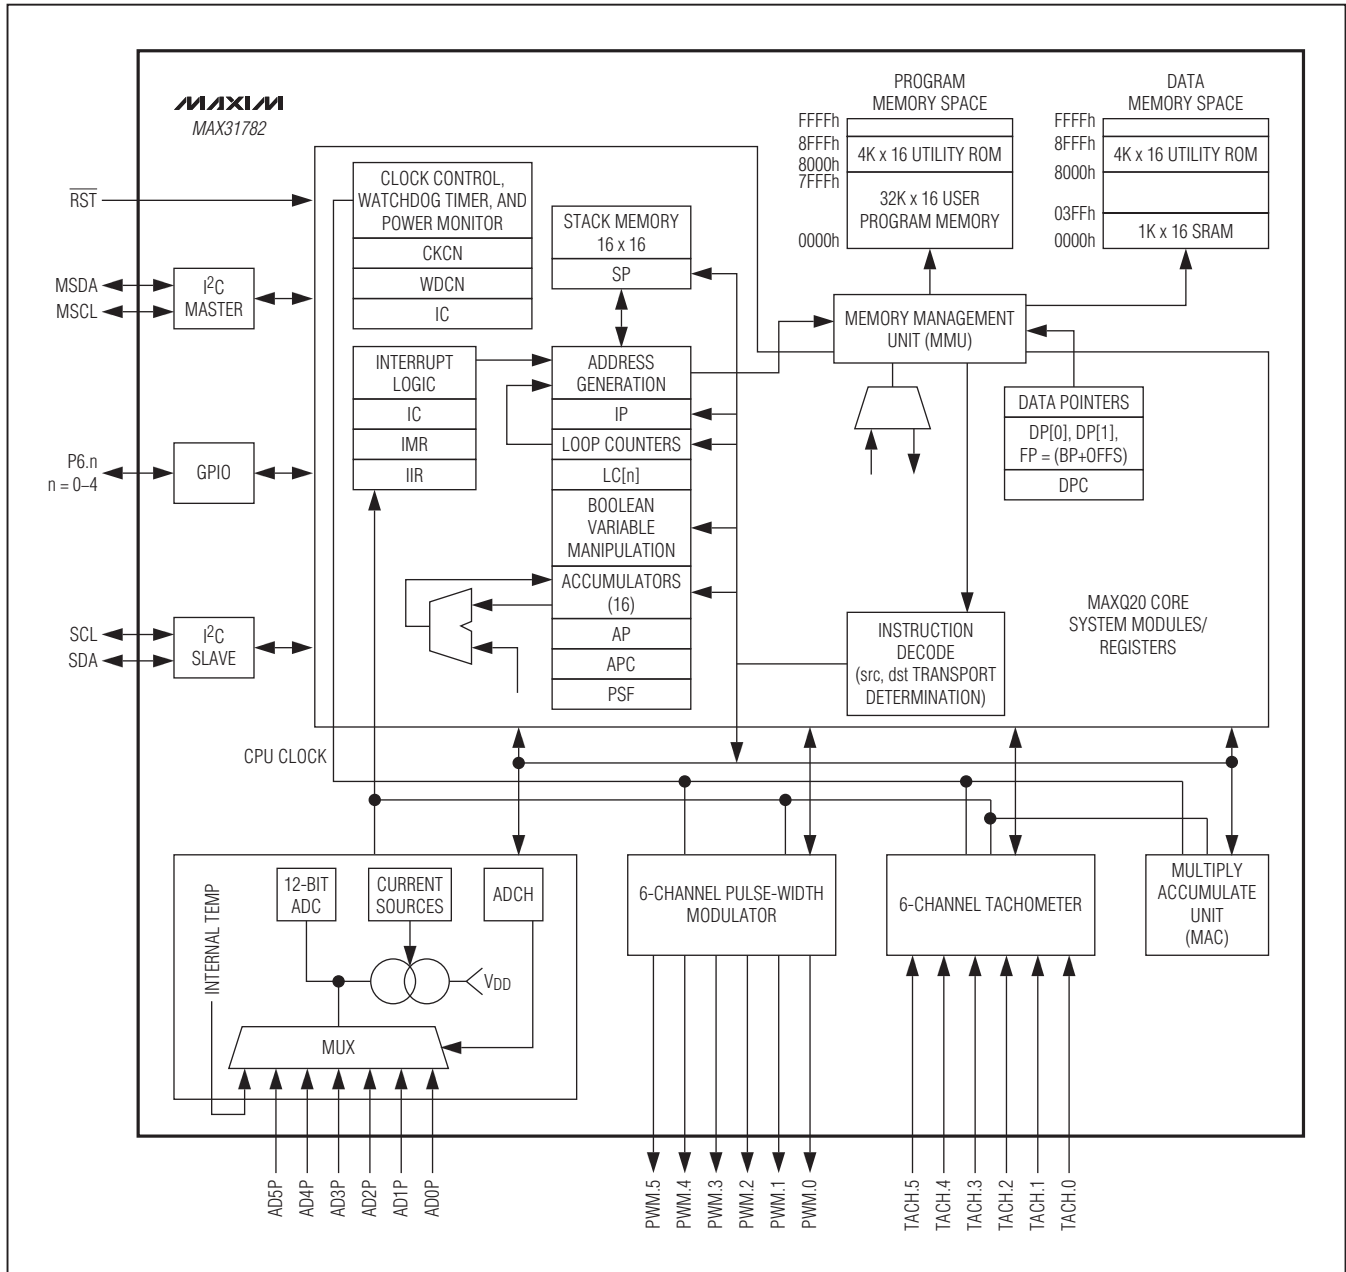 MAXIM
MAX31782
PROGRAM
MEMORY SPACE
FFFFh
8FFFh
8000h
7FFFh
0000h
4K x 16 UTILITY ROM
32K x 16 USER
PROGRAM MEMORY
DATA
MEMORY SPACE
FFFFh
8FFFh
8000h
03FFh
0000h
4K x 16 UTILITY ROM
1K x 16 SRAM
RST
MSDA
MSCL
I2C
MASTER
P6.n
n = 0–4
GPIO
SCL
SDA
I2C
SLAVE
CLOCK CONTROL,
WATCHDOG TIMER, AND
POWER MONITOR
CKCN
WDCN
IC
INTERRUPT
LOGIC
IC
IMR
IIR
STACK MEMORY
16 x 16
SP
ADDRESS
GENERATION
IP
LOOP COUNTERS
LC[n]
BOOLEAN
VARIABLE
MANIPULATION
ACCUMULATORS
(16)
AP
APC
PSF
MEMORY MANAGEMENT
UNIT (MMU)
DATA POINTERS
DP[0], DP[1],
FP = (BP+OFFS)
DPC
INSTRUCTION
DECODE
(src, dst TRANSPORT
DETERMINATION)
MAXQ20 CORE
SYSTEM MODULES/
REGISTERS
CPU CLOCK
INTERNAL TEMP
12-BIT
ADC
CURRENT
SOURCES
ADCH
VDD
MUX
6-CHANNEL PULSE-WIDTH
MODULATOR
6-CHANNEL TACHOMETER
MULTIPLY
ACCUMULATE
UNIT
(MAC)
AD5P
AD4P
AD3P
AD2P
AD1P
AD0P
PWM.5
PWM.4
PWM.3
PWM.2
PWM.1
PWM.0
TACH.5
TACH.4
TACH.3
TACH.2
TACH.1
TACH.0